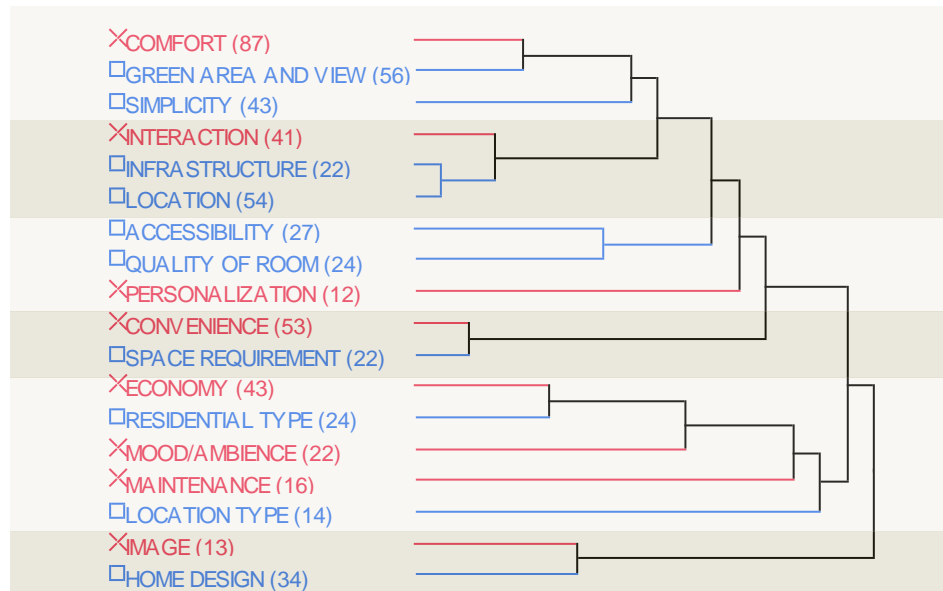 COMFORT (87)
GREEN AREA AND VIEW (56)
SIMPLICITY (43)
INTERACTION (41)
INFRASTRUCTURE (22)
LOCATION (54)
ACCESSIBILITY (27)
QUALITY OF ROOM (24)
PERSONALIZATION (12)
CONVENIENCE (53)
SPACE REQUIREMENT (22)
ECONOMY (43)
RESIDENTIAL TYPE (24)
MOOD/AMBIENCE (22)
MAINTENANCE (16)
LOCATION TYPE (14)
IMAGE (13)
HOME DESIGN (34)